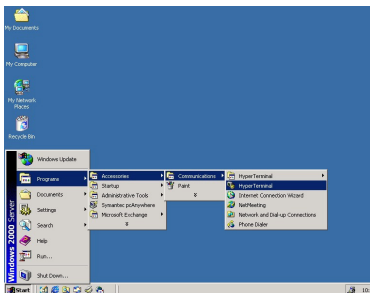 My Documents
My Computer
My Network
Places
Recycle Bin
Windows 2000 Server
Windows Update
Programs
Documents
Settings
Search
Help
Run...
Shut Down...
Accessories
Startup
Administrative Tools
Symantec pcAnywhere
Microsoft Exchange
Communications
Paint
HyperTerminal
HyperTerminal
Internet Connection Wizard
NetMeeting
Network and Dial-up Connections
Phone Dialer
Start
10: